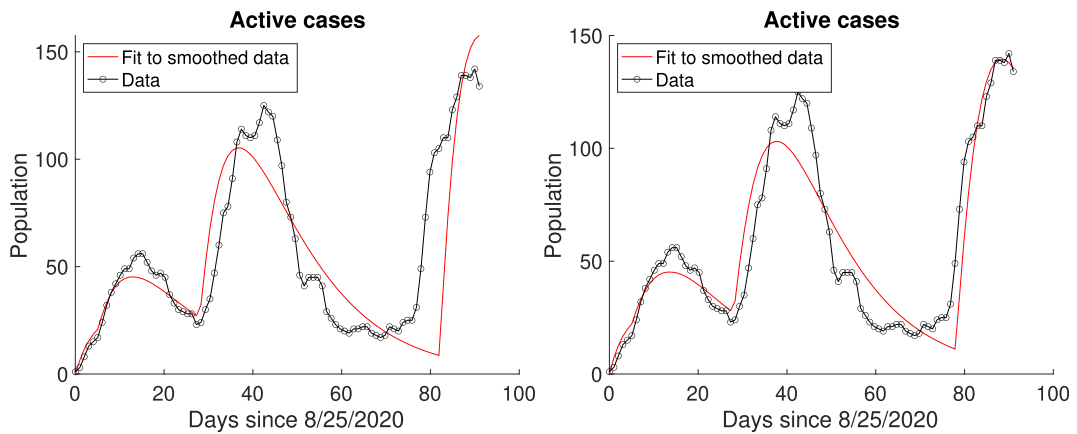 Active cases
150
100
50
0
Population
Fit to smoothed data
Data
0 20 40 60 80 100
Days since 8/25/2020
Active cases
150
100
50
0
Population
Fit to smoothed data
Data
0 20 40 60 80 100
Days since 8/25/2020